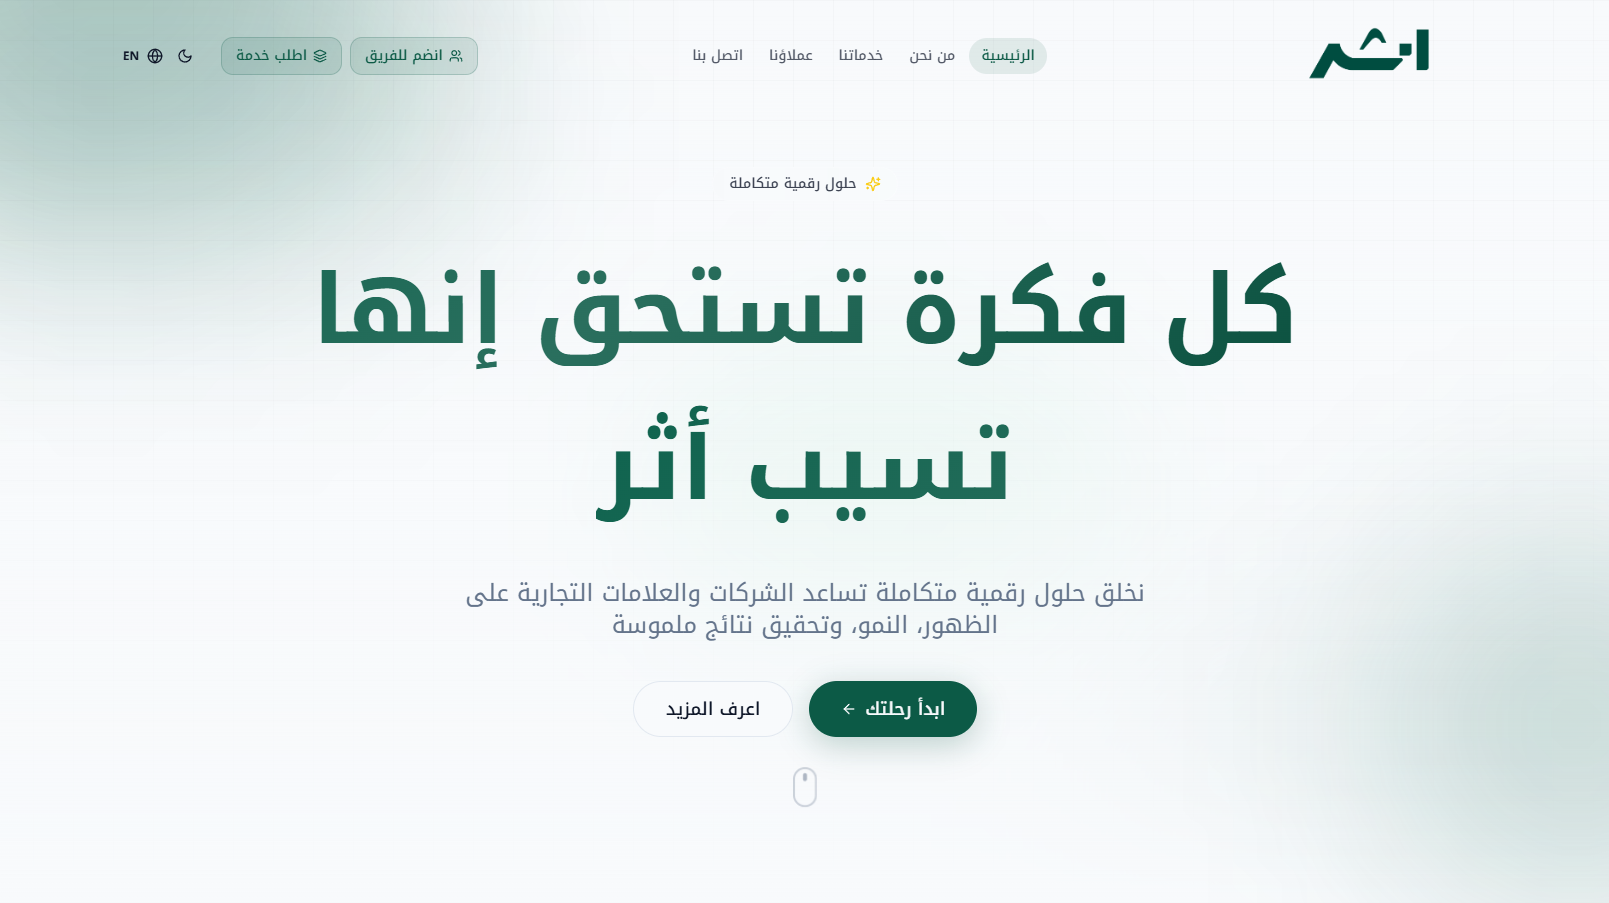 اثر
الرئيسية
من نحن
خدماتنا
عملاؤنا
اتصل بنا
انضم للفريق
اطلب خدمة
EN
حلول رقمية متكاملة
كل فكرة تستحق إنها
تسيب أثر
نخلق حلول رقمية متكاملة تساعد الشركات والعلامات التجارية على
الظهور، النمو، وتحقيق نتائج ملموسة
ابدأ رحلتك
اعرف المزيد